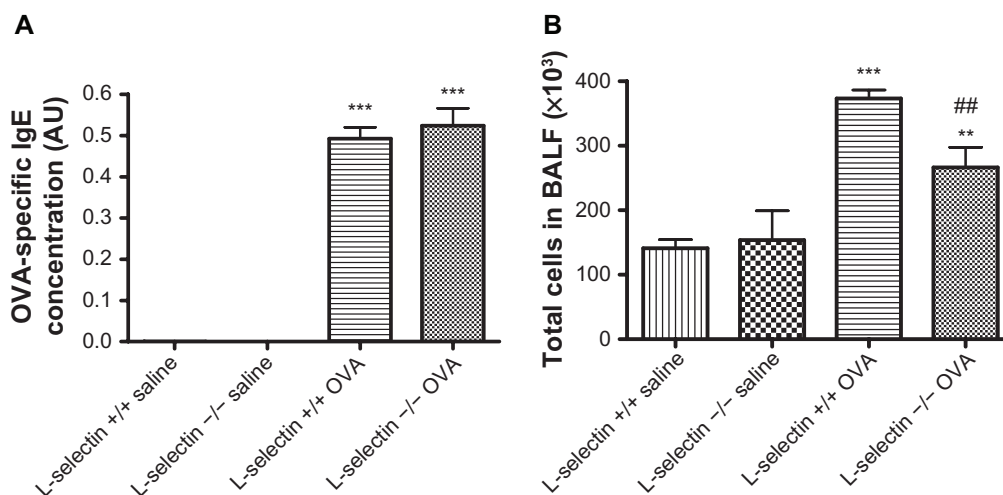 A
OVA-specific IgE
concentration (AU)
0.6
0.5
0.4
0.3
0.2
0.1
0.0
***
***
L-selectin +/+ saline
L-selectin −/− saline
L-selectin +/+ OVA
L-selectin −/− OVA
B
Total cells in BALF (×10³)
400
300
200
100
0
***
##
**
L-selectin +/+ saline
L-selectin −/− saline
L-selectin +/+ OVA
L-selectin −/− OVA